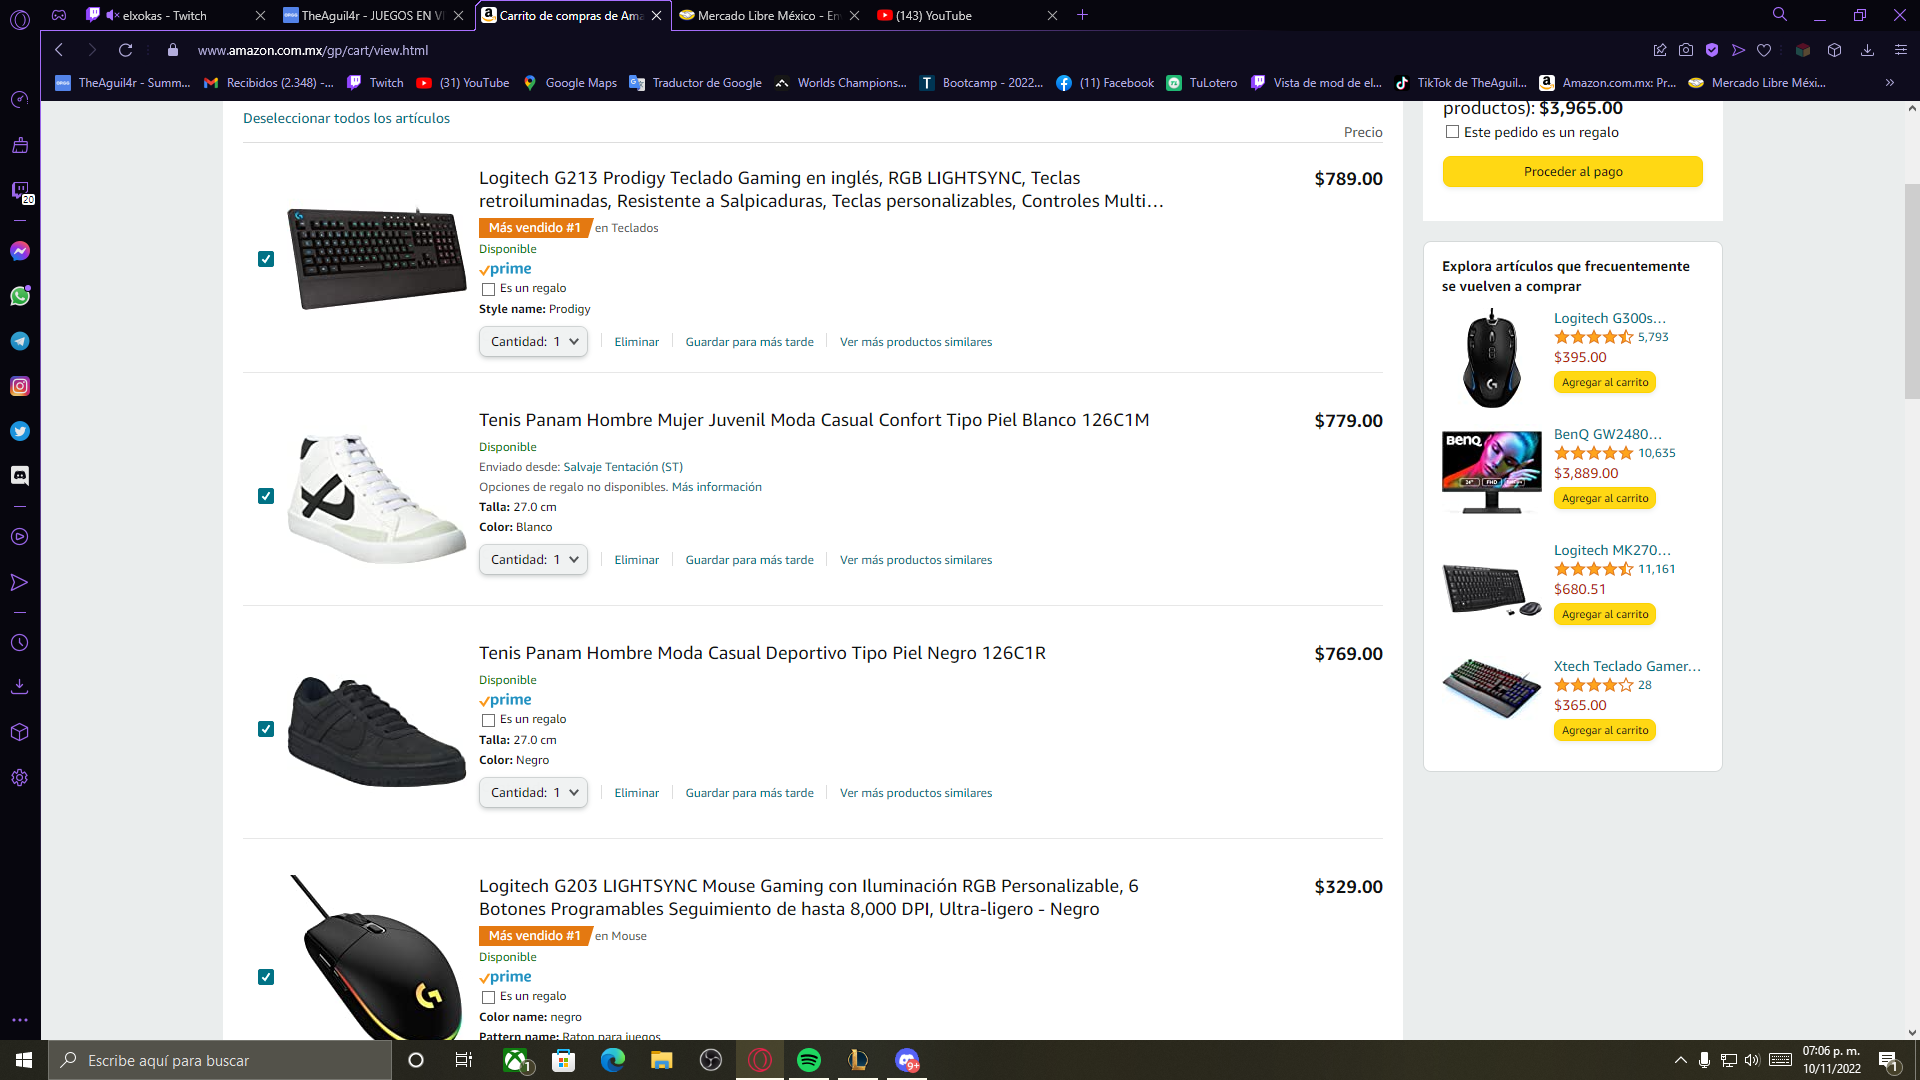 elxokas - Twitch
TheAguil4r - JUEGOS EN VI
Carrito de compras de Ama
Mercado Libre México - En
(143) YouTube
www.amazon.com.mx/gp/cart/view.html
TheAguil4r - Summ...
Recibidos (2.348) -...
Twitch
(31) YouTube
Google Maps
Traductor de Google
Worlds Champions...
Bootcamp - 2022...
(11) Facebook
TuLotero
Vista de mod de el...
TikTok de TheAguil...
Amazon.com.mx: Pr...
Mercado Libre Méxi...
20
Deseleccionar todos los artículos
Precio
Logitech G213 Prodigy Teclado Gaming en inglés, RGB LIGHTSYNC, Teclas
retroiluminadas, Resistente a Salpicaduras, Teclas personalizables, Controles Multi…
$789.00
Más vendido #1 en Teclados
Disponible
prime
Es un regalo
Style name: Prodigy
Cantidad: 1
Eliminar
Guardar para más tarde
Ver más productos similares
Tenis Panam Hombre Mujer Juvenil Moda Casual Confort Tipo Piel Blanco 126C1M
$779.00
Disponible
Enviado desde: Salvaje Tentación (ST)
Opciones de regalo no disponibles. Más información
Talla: 27.0 cm
Color: Blanco
Cantidad: 1
Eliminar
Guardar para más tarde
Ver más productos similares
Tenis Panam Hombre Moda Casual Deportivo Tipo Piel Negro 126C1R
$769.00
Disponible
prime
Es un regalo
Talla: 27.0 cm
Color: Negro
Cantidad: 1
Eliminar
Guardar para más tarde
Ver más productos similares
Logitech G203 LIGHTSYNC Mouse Gaming con Iluminación RGB Personalizable, 6
Botones Programables Seguimiento de hasta 8,000 DPI, Ultra-ligero - Negro
$329.00
Más vendido #1 en Mouse
Disponible
prime
Es un regalo
Color name: negro
Pattern name: Raton para juegos
productos): $3,965.00
Este pedido es un regalo
Proceder al pago
Explora artículos que frecuentemente
se vuelven a comprar
Logitech G300s…
5,793
$395.00
Agregar al carrito
BenQ
BenQ GW2480…
10,635
$3,889.00
Agregar al carrito
Logitech MK270…
11,161
$680.51
Agregar al carrito
Xtech Teclado Gamer…
28
$365.00
Agregar al carrito
Escribe aquí para buscar
1
9+
07:06 p. m.
10/11/2022
1